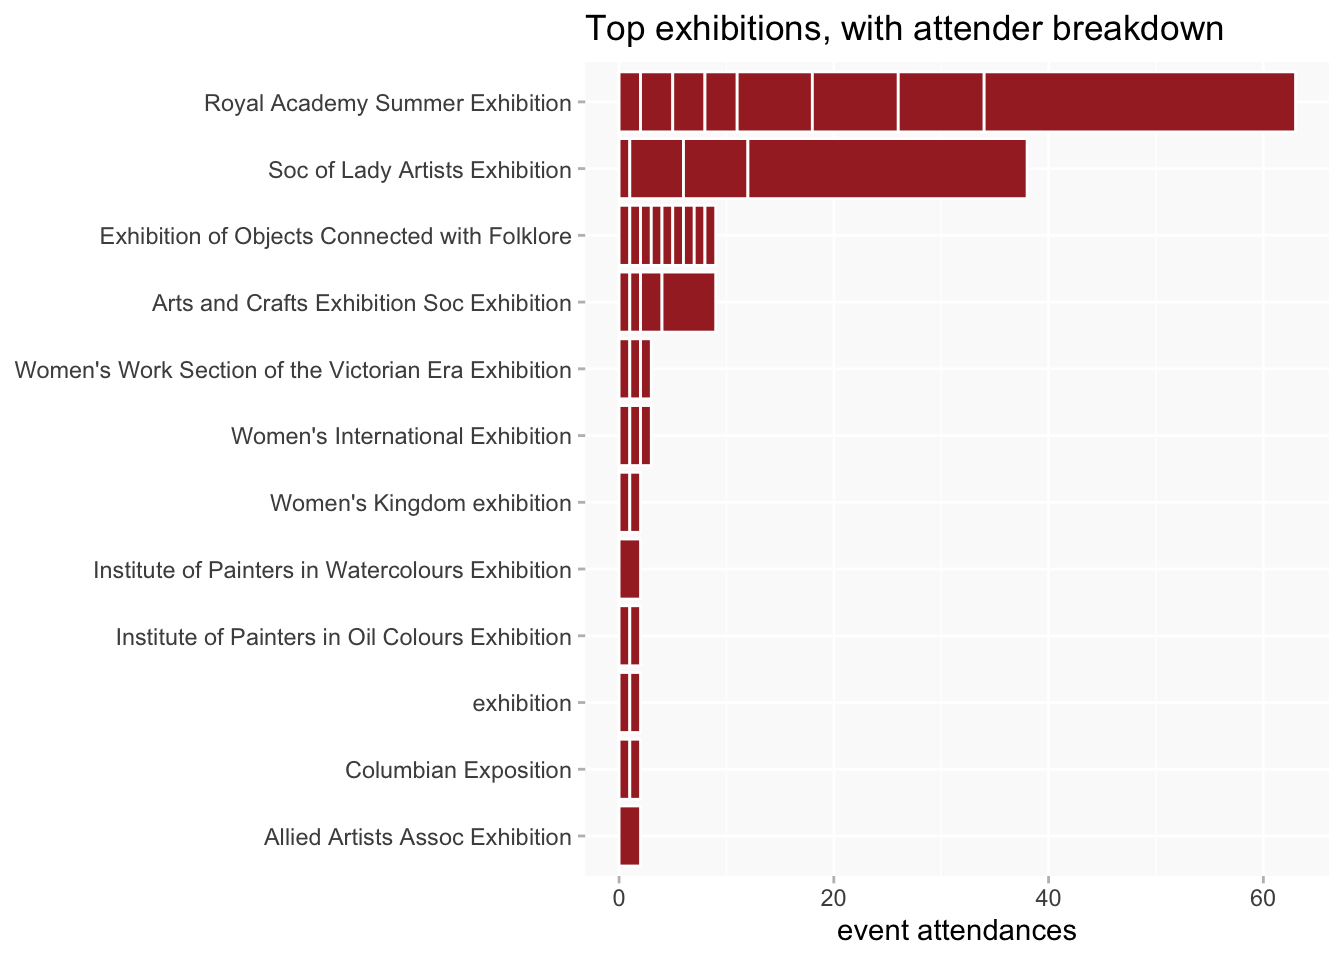 Top exhibitions, with attender breakdown
Royal Academy Summer Exhibition
Soc of Lady Artists Exhibition
Exhibition of Objects Connected with Folklore
Arts and Crafts Exhibition Soc Exhibition
Women's Work Section of the Victorian Era Exhibition
Women's International Exhibition
Women's Kingdom exhibition
Institute of Painters in Watercolours Exhibition
Institute of Painters in Oil Colours Exhibition
exhibition
Columbian Exposition
Allied Artists Assoc Exhibition
0 20 40 60
event attendances